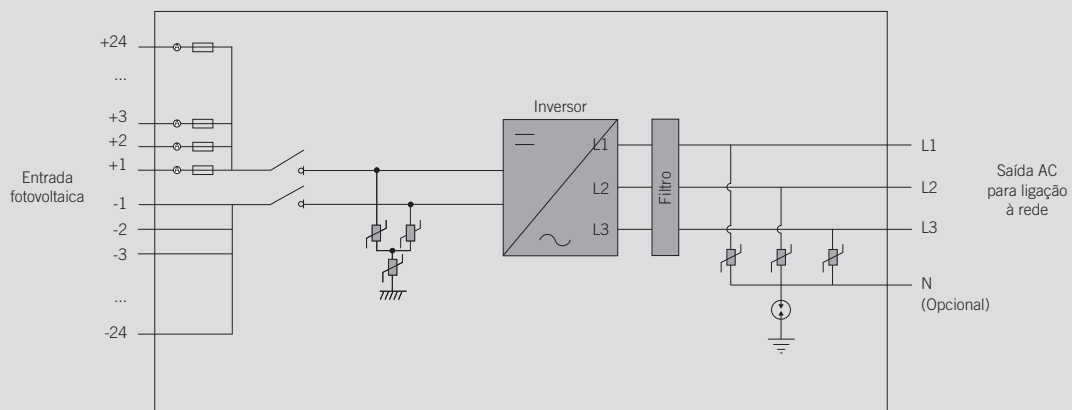 +24
...
+3
+2
+1
Entrada
fotovoltaica
-1
-2
-3
...
-24
Inversor
L1
L2
L3
Filtro
L1
L2
L3
N
(Opcional)
Saída AC
para ligação
à rede